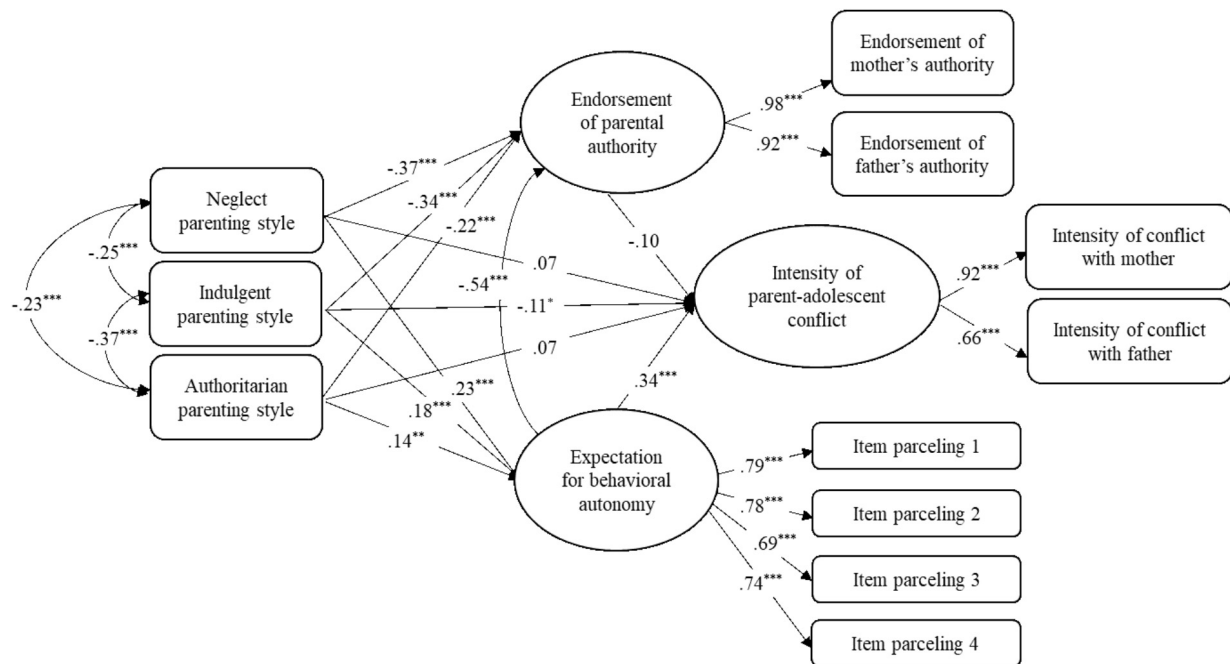 Endorsement of
mother's authority
Endorsement
of parental
authority
.98***
.92***
Endorsement of
father's authority
-.37***
-.34***
-.22***
Neglect
parenting style
-.25***
-.23***
Indulgent
parenting style
-.37***
Authoritarian
parenting style
-.54***
.07
-.11*
.07
-.10
Intensity of
parent-adolescent
conflict
.92***
.66***
Intensity of conflict
with mother
Intensity of conflict
with father
.23***
.18***
.14**
.34***
Expectation
for behavioral
autonomy
.79***
.78***
.69***
.74***
Item parceling 1
Item parceling 2
Item parceling 3
Item parceling 4